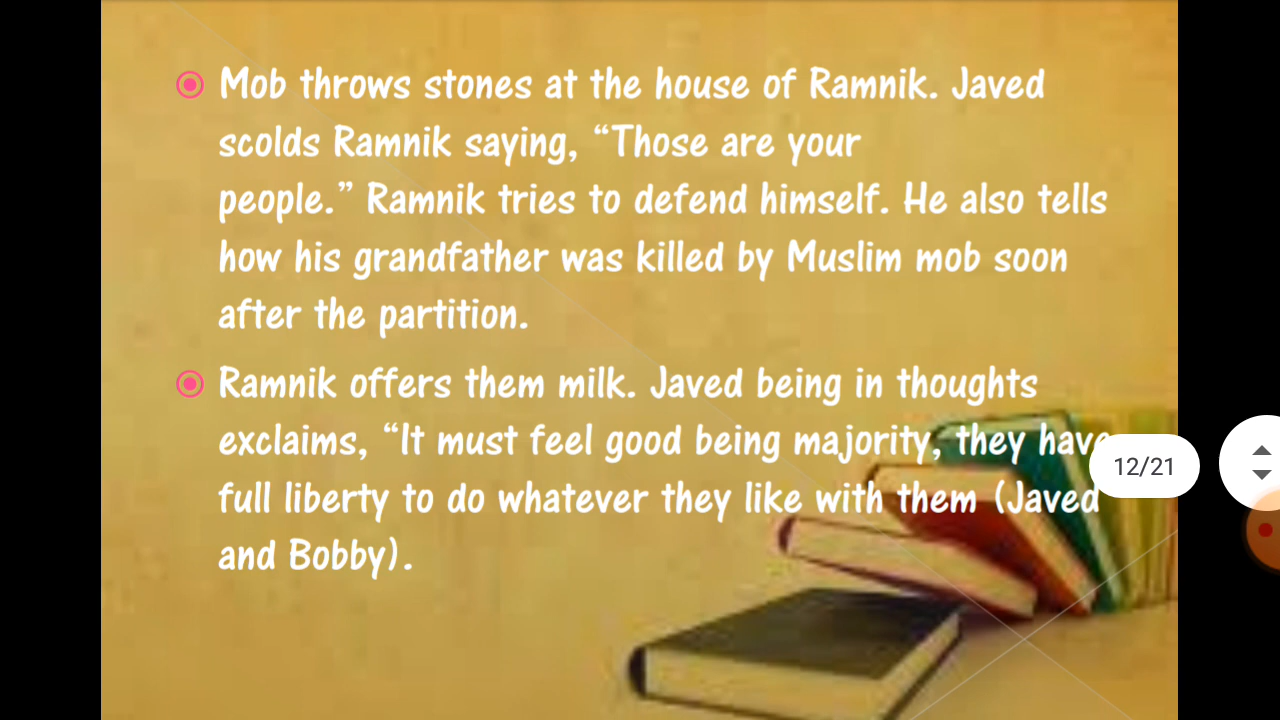 Mob throws stones at the house of Ramnik. Javed
scolds Ramnik saying, “Those are your
people.” Ramnik tries to defend himself. He also tells
how his grandfather was killed by Muslim mob soon
after the partition.
Ramnik offers them milk. Javed being in thoughts
exclaims, “It must feel good being majority, they have
full liberty to do whatever they like with them (Javed
and Bobby).
12/21